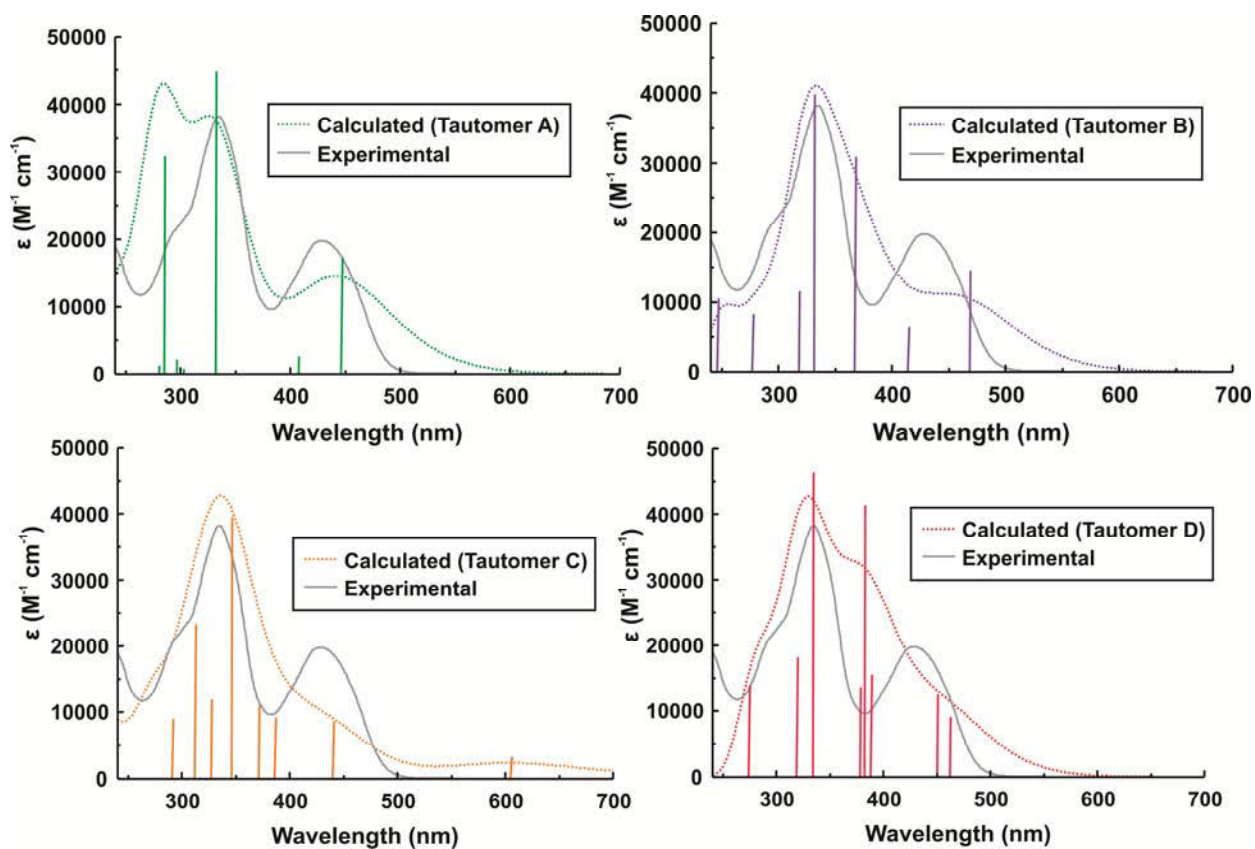 50000
40000
30000
20000
10000
0
ε (M⁻¹ cm⁻¹)
Calculated (Tautomer A)
Experimental
300 400 500 600 700
Wavelength (nm)
50000
40000
30000
20000
10000
0
ε (M⁻¹ cm⁻¹)
Calculated (Tautomer B)
Experimental
300 400 500 600 700
Wavelength (nm)
50000
40000
30000
20000
10000
0
ε (M⁻¹ cm⁻¹)
Calculated (Tautomer C)
Experimental
300 400 500 600 700
Wavelength (nm)
50000
40000
30000
20000
10000
0
ε (M⁻¹ cm⁻¹)
Calculated (Tautomer D)
Experimental
300 400 500 600 700
Wavelength (nm)